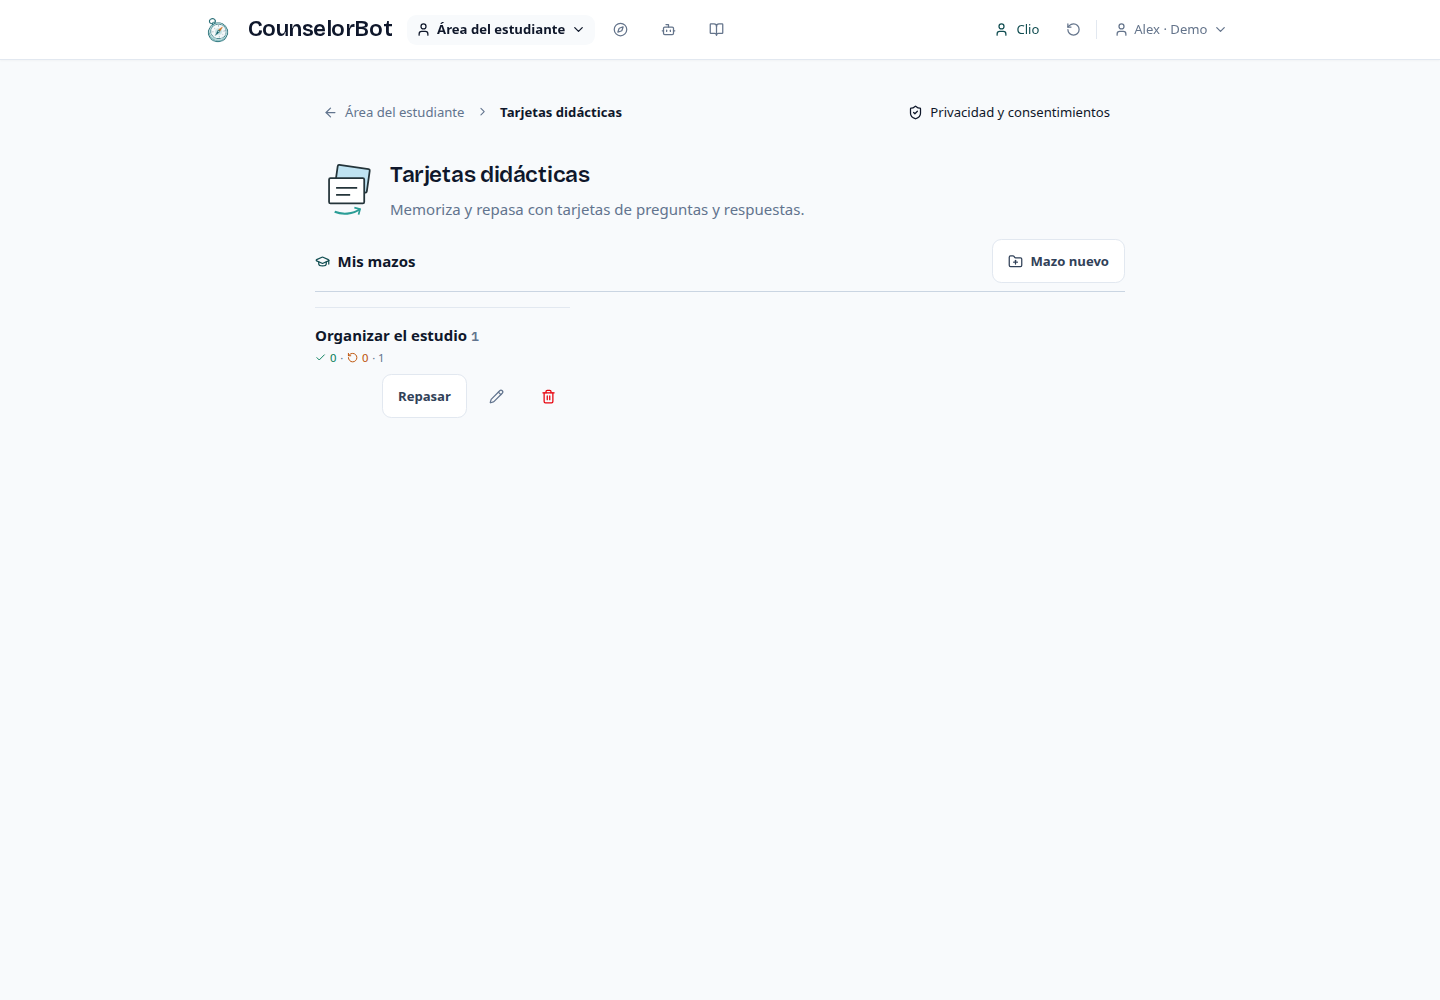 CounselorBot Área del estudiante Clio Alex · Demo
Área del estudiante Tarjetas didácticas Privacidad y consentimientos
Tarjetas didácticas
Memoriza y repasa con tarjetas de preguntas y respuestas.
Mis mazos Mazo nuevo
Organizar el estudio 1
0 · 0 · 1
Repasar